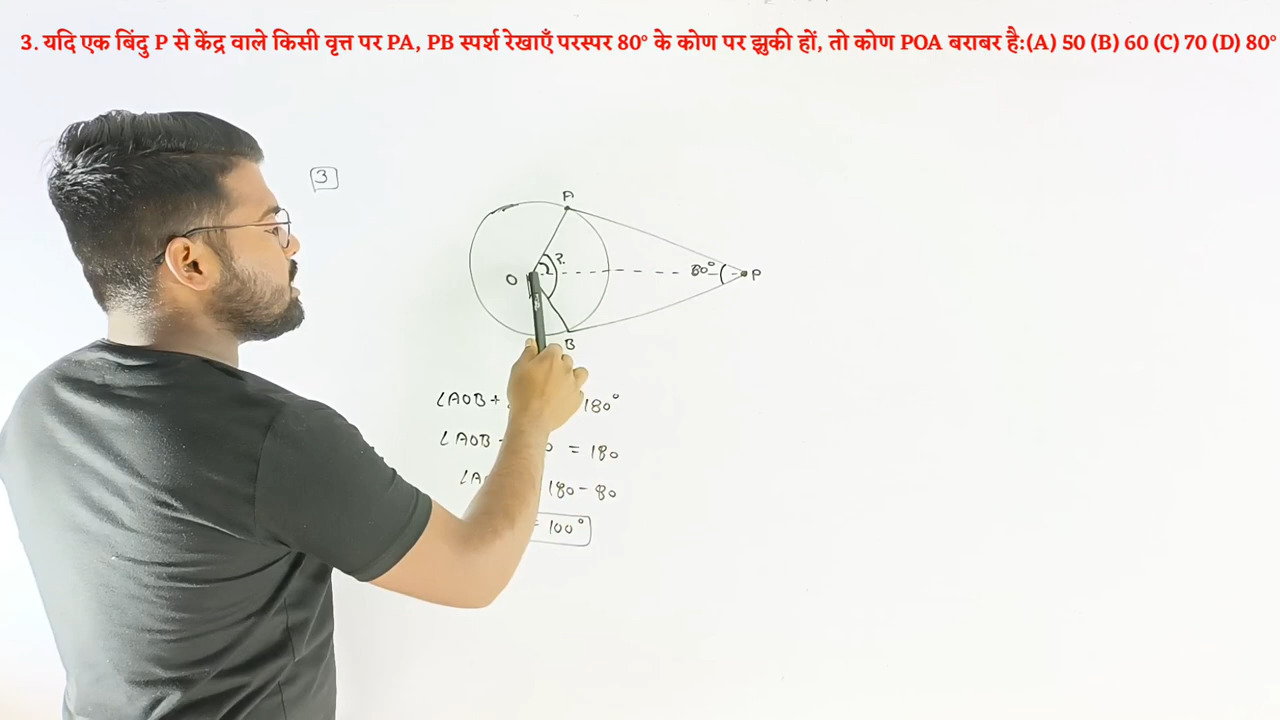 3. यदि एक बिंदु P से केंद्र वाले किसी वृत्त पर PA, PB स्पर्श रेखाएँ परस्पर 80° के कोण पर झुकी हों, तो कोण POA बराबर है:(A) 50 (B) 60 (C) 70 (D) 80°
3
A
?
O
80°
P
B
∠AOB + 180°
∠AOB = 180
180 - 80
= 100°